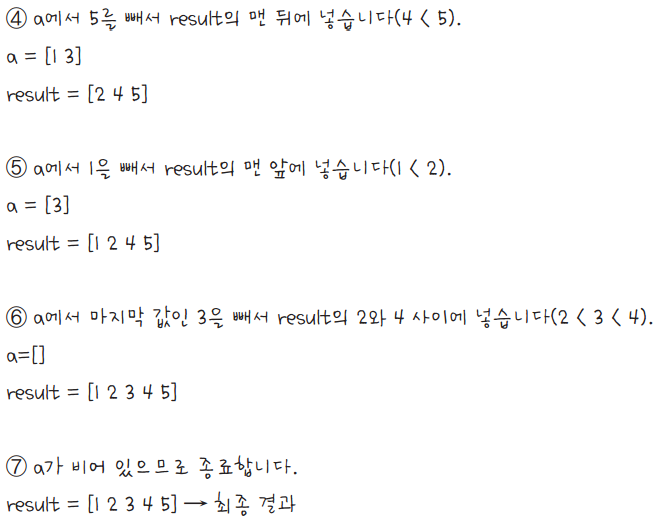 ④ a에서 5를 빼서 result의 맨 뒤에 넣습니다(4 < 5).
a = [1 3]
result = [2 4 5]
⑤ a에서 1을 빼서 result의 맨 앞에 넣습니다(1 < 2).
a = [3]
result = [1 2 4 5]
⑥ a에서 마지막 값인 3을 빼서 result의 2와 4 사이에 넣습니다(2 < 3 < 4).
a=[]
result = [1 2 3 4 5]
⑦ a가 비어 있으므로 종료합니다.
result = [1 2 3 4 5] → 최종 결과